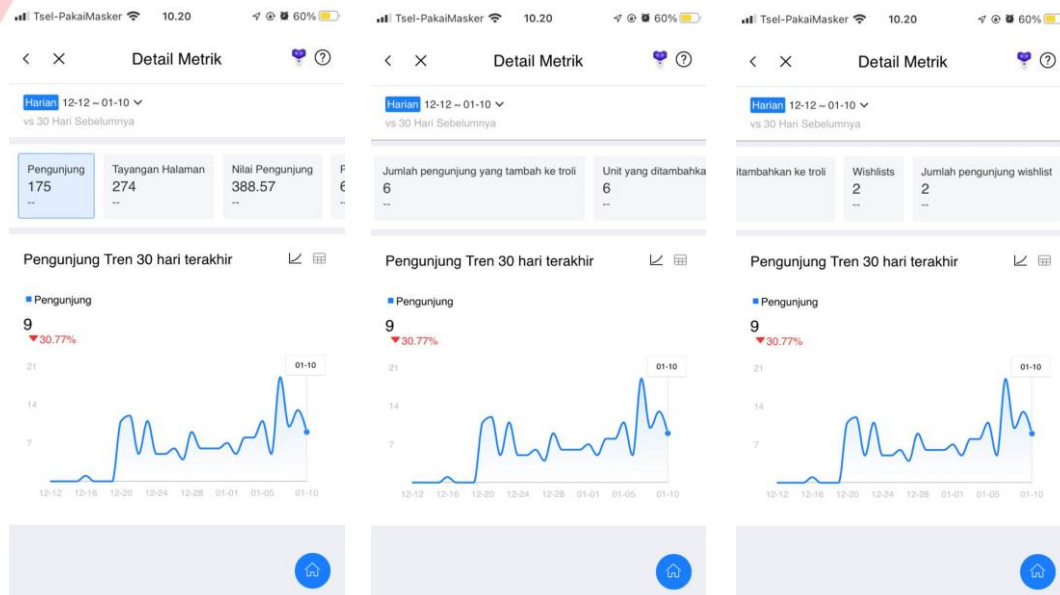 Tsel-PakaiMasker 10.20 60%
Detail Metrik
Harian 12-12 ~ 01-10
vs 30 Hari Sebelumnya
Pengunjung
175
--
Tayangan Halaman
274
--
Nilai Pengunjung
388.57
--
Pengunjung Tren 30 hari terakhir
Pengunjung
9
30.77%
01-10
21
14
7
12-12 12-16 12-20 12-24 12-28 01-01 01-05 01-10
Tsel-PakaiMasker 10.20 60%
Detail Metrik
Harian 12-12 ~ 01-10
vs 30 Hari Sebelumnya
Jumlah pengunjung yang tambah ke troli
6
--
Unit yang ditambahka
6
--
Pengunjung Tren 30 hari terakhir
Pengunjung
9
30.77%
01-10
21
14
7
12-12 12-16 12-20 12-24 12-28 01-01 01-05 01-10
Tsel-PakaiMasker 10.20 60%
Detail Metrik
Harian 12-12 ~ 01-10
vs 30 Hari Sebelumnya
itambahkan ke troli
Wishlists
2
--
Jumlah pengunjung wishlist
2
--
Pengunjung Tren 30 hari terakhir
Pengunjung
9
30.77%
01-10
21
14
7
12-12 12-16 12-20 12-24 12-28 01-01 01-05 01-10